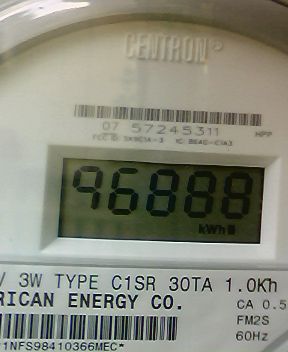 CENTRON®
07 57245311
HPP
96888
kWh
/ 3W TYPE C1SR 30TA 1.0Kh
RICAN ENERGY CO.
CA 0.5
FM2S
60Hz
1NFS98410366MEC*